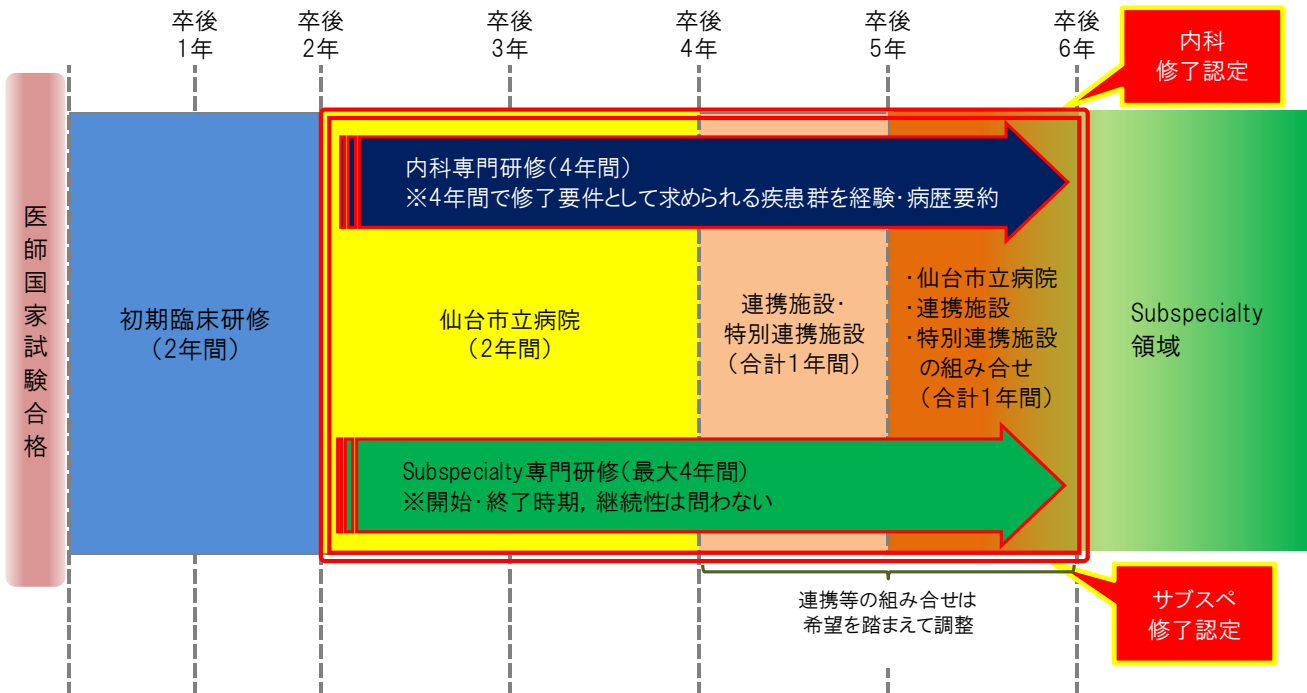 卒後
1年
卒後
2年
卒後
3年
卒後
4年
卒後
5年
卒後
6年
内科
修了認定
医師国家試験合格
内科専門研修(4年間)
※4年間で修了要件として求められる疾患群を経験・病歴要約
初期臨床研修
(2年間)
仙台市立病院
(2年間)
連携施設・
特別連携施設
(合計1年間)
・仙台市立病院
・連携施設
・特別連携施設
の組み合せ
(合計1年間)
Subspecialty
領域
Subspecialty専門研修(最大4年間)
※開始・終了時期，継続性は問わない
連携等の組み合せは
希望を踏まえて調整
サブスペ
修了認定